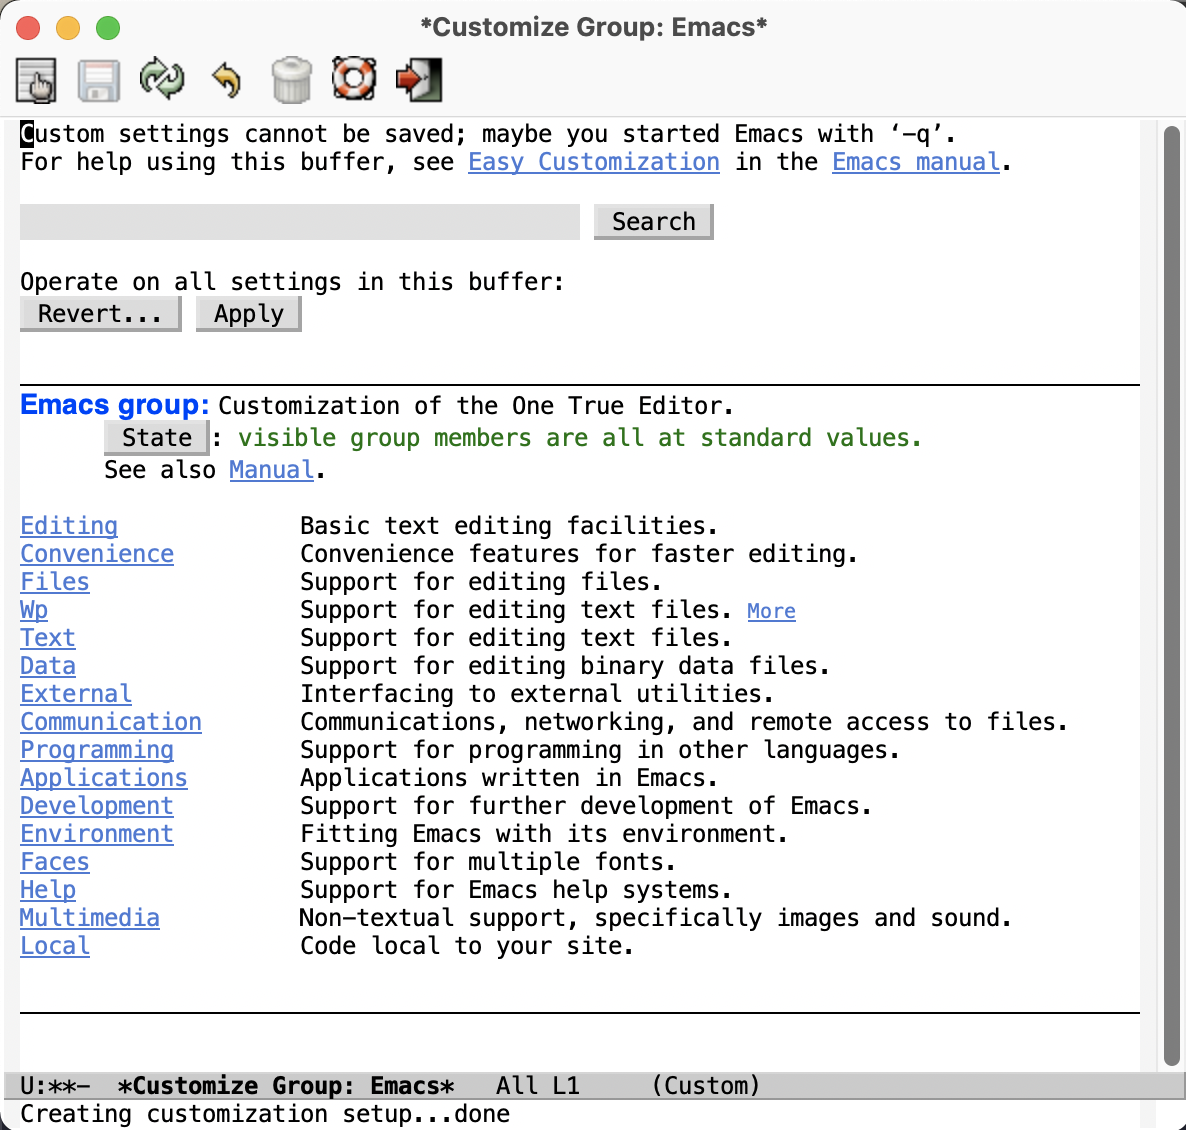 *Customize Group: Emacs*
Custom settings cannot be saved; maybe you started Emacs with ‘-q’.
For help using this buffer, see Easy Customization in the Emacs manual.
Search
Operate on all settings in this buffer:
Revert... Apply
Emacs group: Customization of the One True Editor.
State : visible group members are all at standard values.
See also Manual.
Editing Basic text editing facilities.
Convenience Convenience features for faster editing.
Files Support for editing files.
Wp Support for editing text files. More
Text Support for editing text files.
Data Support for editing binary data files.
External Interfacing to external utilities.
Communication Communications, networking, and remote access to files.
Programming Support for programming in other languages.
Applications Applications written in Emacs.
Development Support for further development of Emacs.
Environment Fitting Emacs with its environment.
Faces Support for multiple fonts.
Help Support for Emacs help systems.
Multimedia Non-textual support, specifically images and sound.
Local Code local to your site.
U:**- *Customize Group: Emacs* All L1 (Custom)
Creating customization setup...done